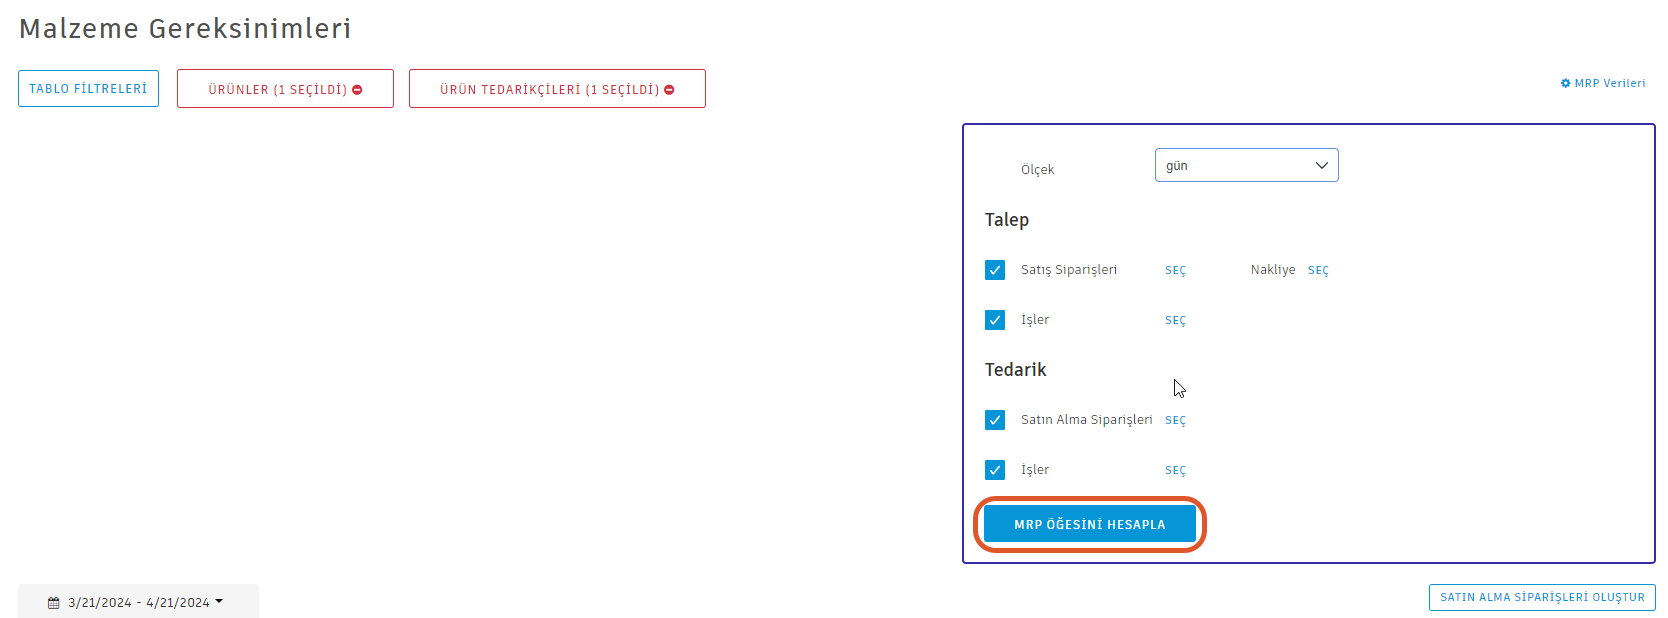 Malzeme Gereksinimleri
TABLO FİLTRELERİ
ÜRÜNLER (1 SEÇİLDİ)
ÜRÜN TEDARİKÇİLERİ (1 SEÇİLDİ)
MRP Verileri
Ölçek
gün
Talep
Satış Siparişleri SEÇ Nakliye SEÇ
İşler SEÇ
Tedarik
Satın Alma Siparişleri SEÇ
İşler SEÇ
MRP ÖĞESİNİ HESAPLA
3/21/2024 - 4/21/2024
SATIN ALMA SİPARİŞLERİ OLUŞTUR